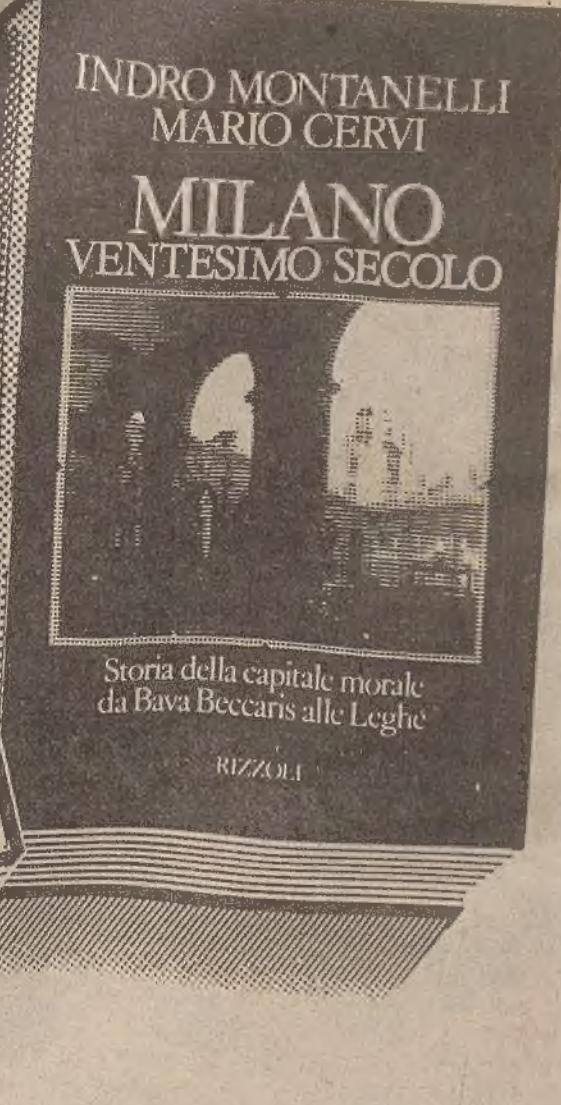 INDRO MONTANELLI
MARIO CERVI
MILANO
VENTESIMO SECOLO
Storia della capitale morale
da Bava Beccaris alle Leghe
RIZZOLI